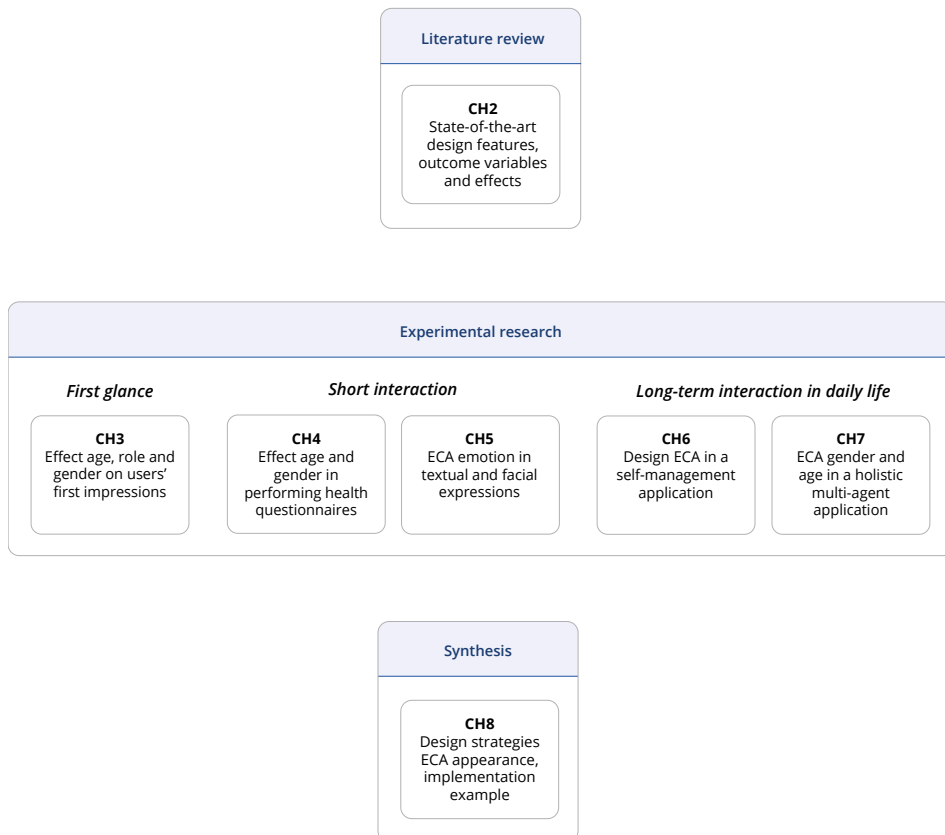 Literature review
CH2
State-of-the-art
design features,
outcome variables
and effects
Experimental research
First glance
CH3
Effect age, role and
gender on users’
first impressions
Short interaction
CH4
Effect age and
gender in
performing health
questionnaires
CH5
ECA emotion in
textual and facial
expressions
Long-term interaction in daily life
CH6
Design ECA in a
self-management
application
CH7
ECA gender and
age in a holistic
multi-agent
application
Synthesis
CH8
Design strategies
ECA appearance,
implementation
example